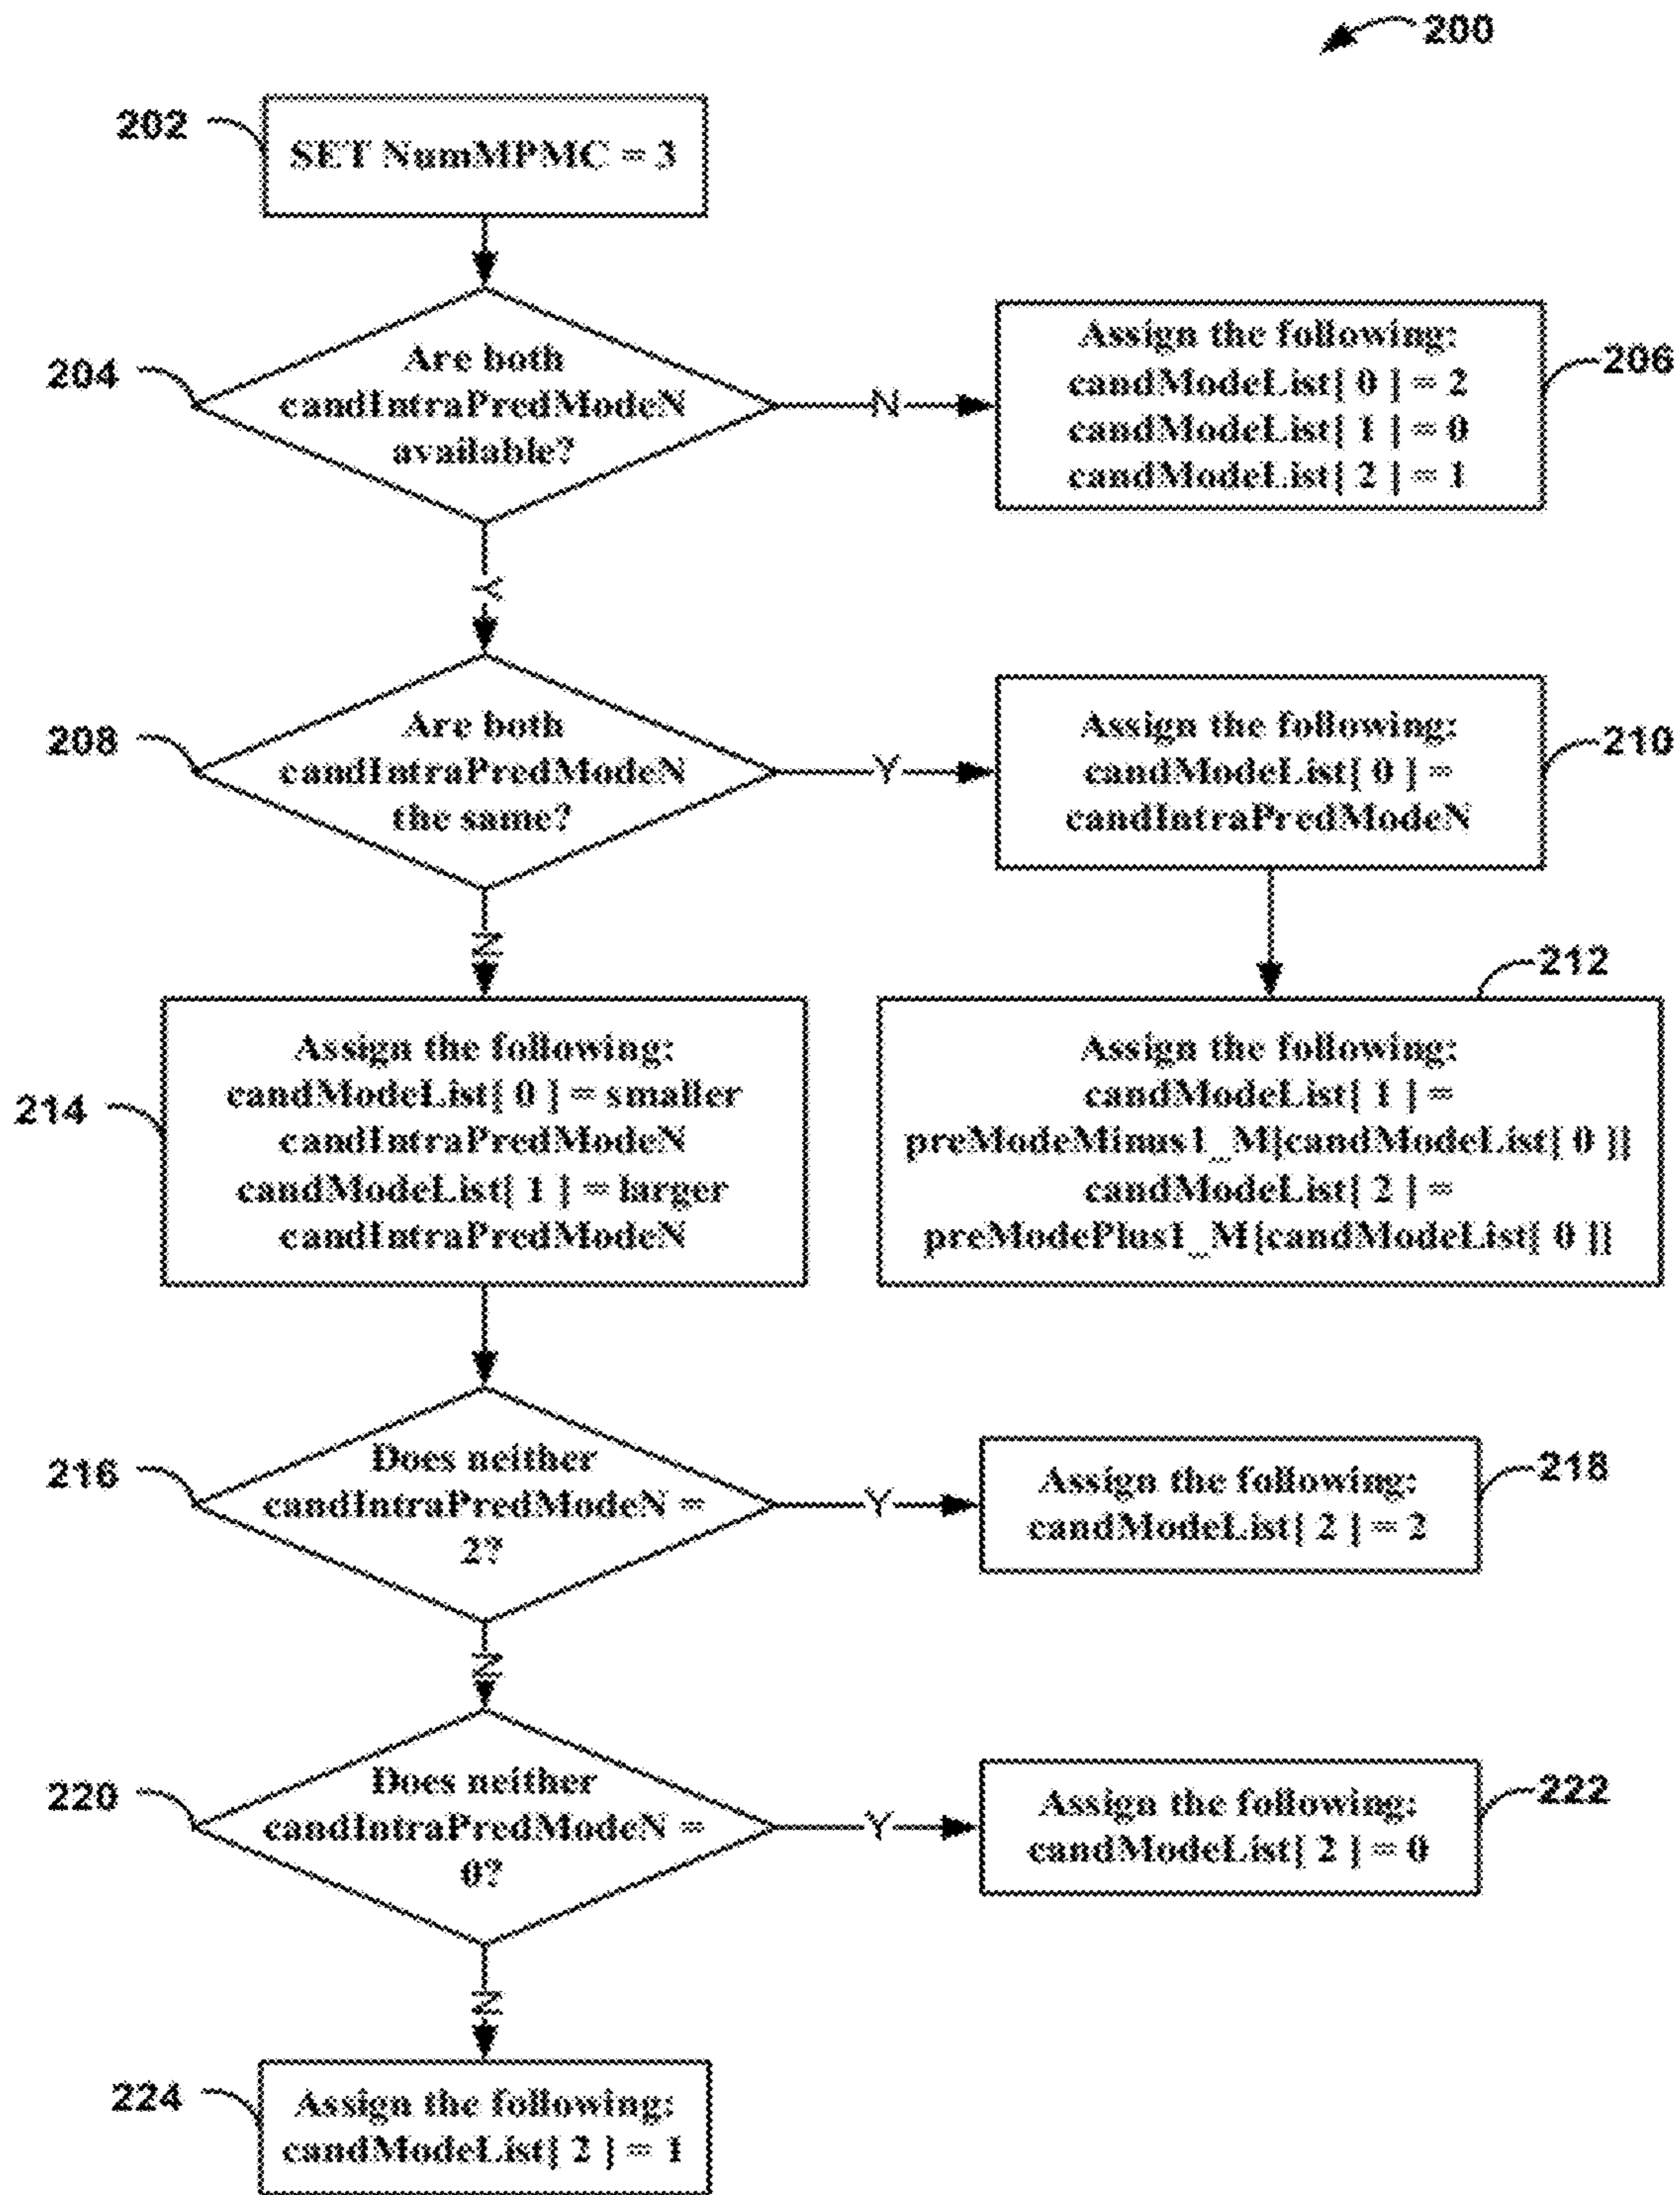 200
202
SET NumMPMC = 3
204
Are both
candIntraPredModeN
available?
N
206
Assign the following:
candModeList[ 0 ] = 2
candModeList[ 1 ] = 0
candModeList[ 2 ] = 1
Y
208
Are both
candIntraPredModeN
the same?
Y
210
Assign the following:
candModeList[ 0 ] =
candIntraPredModeN
N
212
214
Assign the following:
candModeList[ 0 ] = smaller
candIntraPredModeN
candModeList[ 1 ] = larger
candIntraPredModeN
Assign the following:
candModeList[ 1 ] =
preModeMinus1_M[candModeList[ 0 ]]
candModeList[ 2 ] =
preModePlus1_M[candModeList[ 0 ]]
216
Does neither
candIntraPredModeN =
2?
Y
218
Assign the following:
candModeList[ 2 ] = 2
N
220
Does neither
candIntraPredModeN =
0?
Y
222
Assign the following:
candModeList[ 2 ] = 0
N
224
Assign the following:
candModeList[ 2 ] = 1